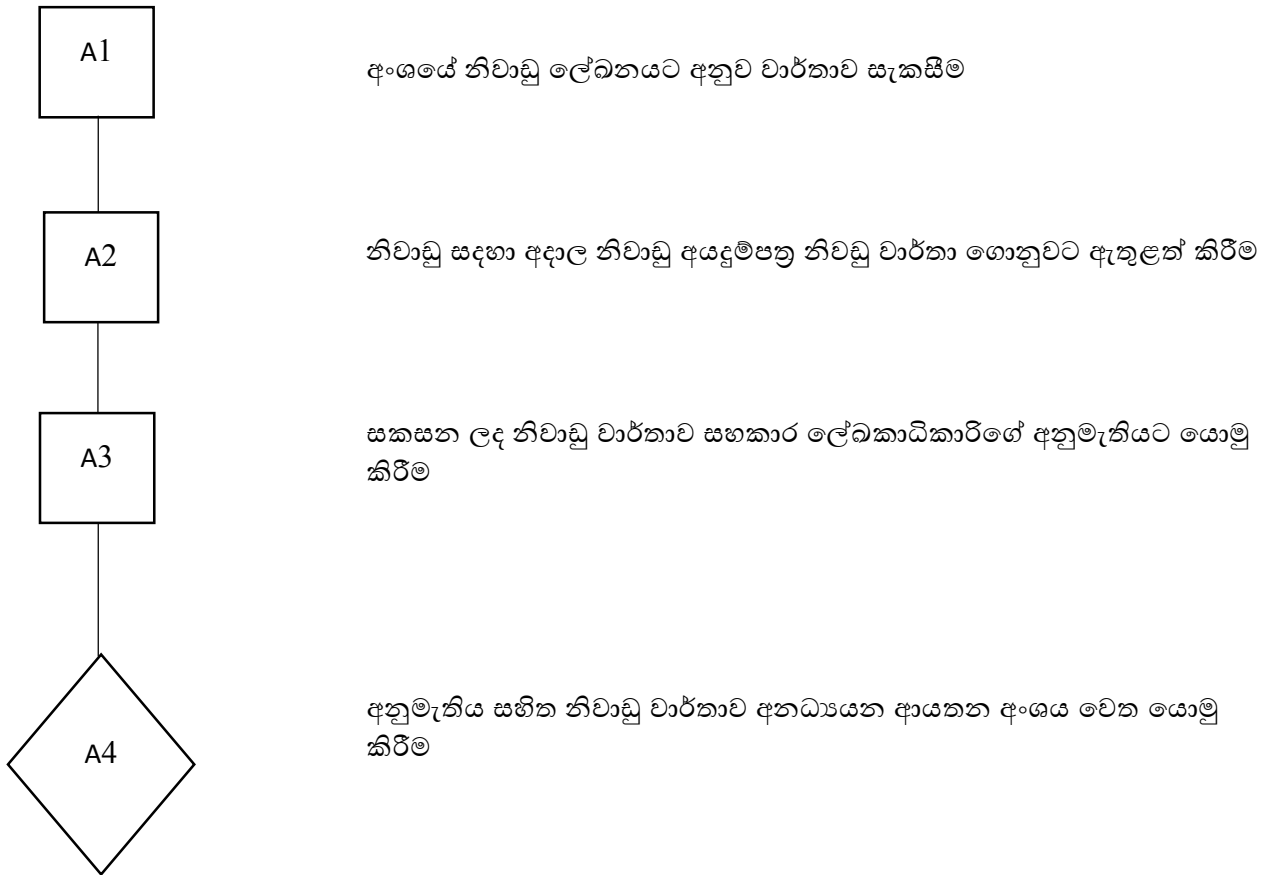 A1
අංශයේ නිවාඩු ලේඛනයට අනුව වාර්තාව සැකසීම
A2
නිවාඩු සදහා අදාල නිවාඩු අයදුම්පත්‍ර නිවඩු වාර්තා ගොනුවට ඇතුළත් කිරීම
A3
සකසන ලද නිවාඩු වාර්තාව සහකාර ලේඛකාධිකාරිගේ අනුමැතියට යොමු
කිරීම
A4
අනුමැතිය සහිත නිවාඩු වාර්තාව අනධ්‍යයන ආයතන අංශය වෙත යොමු
කිරීම